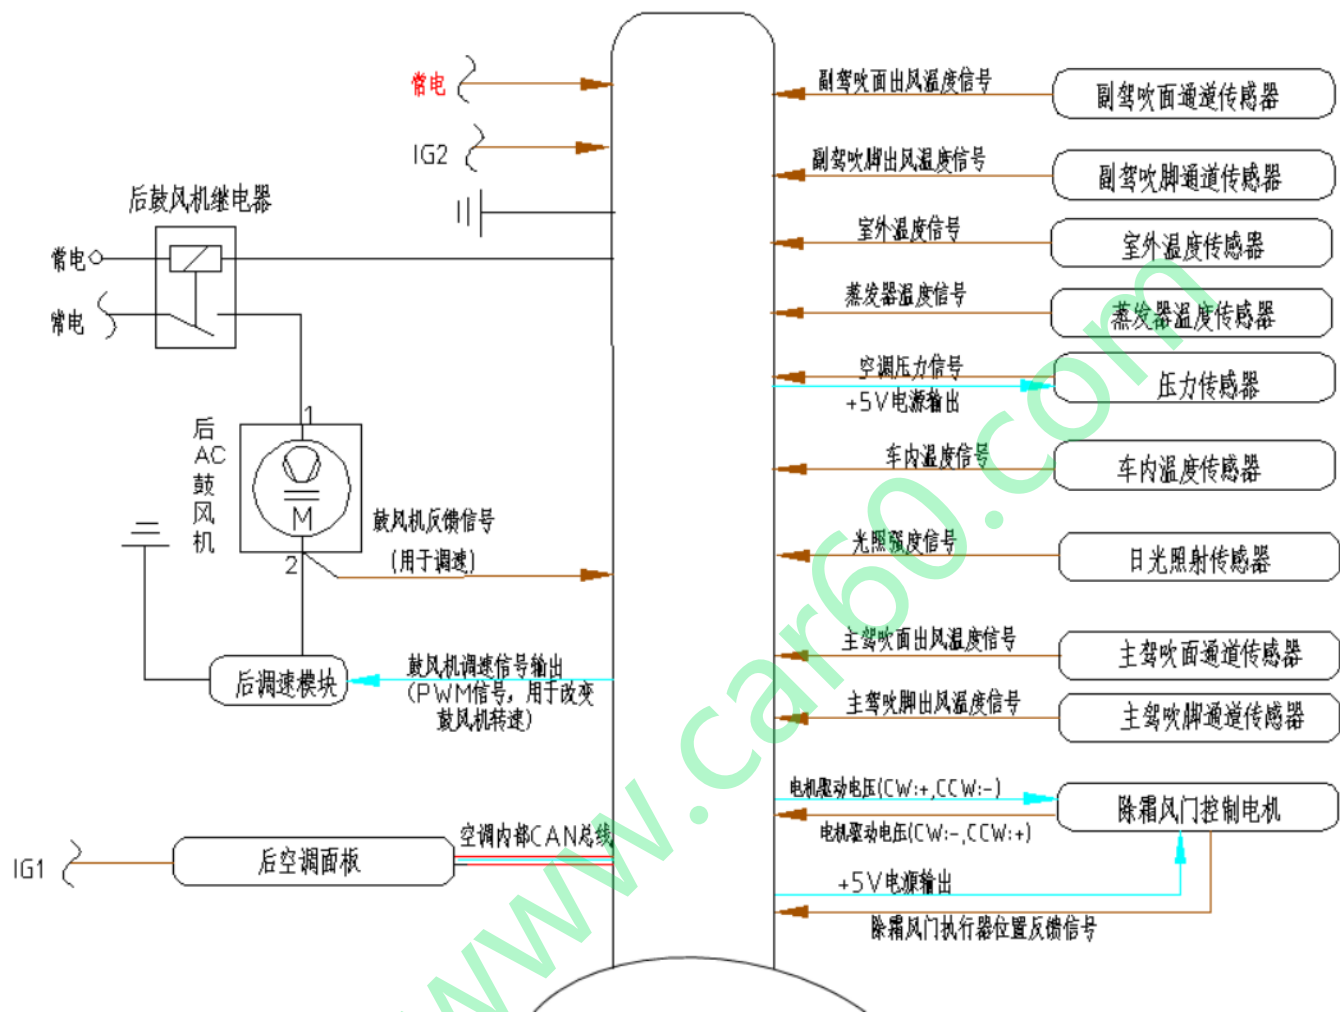 常电
IG2
后鼓风机继电器
常电
常电
1
后
AC
鼓
风
机
M
2
鼓风机反馈信号
(用于调速)
后调速模块
鼓风机调速信号输出
(PWM信号，用于改变
鼓风机转速)
空调内部CAN总线
IG1
后空调面板
副驾吹面出风温度信号
副驾吹面通道传感器
副驾吹脚出风温度信号
副驾吹脚通道传感器
室外温度信号
室外温度传感器
蒸发器温度信号
蒸发器温度传感器
空调压力信号
+5V电源输出
压力传感器
车内温度信号
车内温度传感器
光照强度信号
日光照射传感器
主驾吹面出风温度信号
主驾吹面通道传感器
主驾吹脚出风温度信号
主驾吹脚通道传感器
电机驱动电压(CW:+,CCW:-)
电机驱动电压(CW:-,CCW:+)
除霜风门控制电机
+5V电源输出
除霜风门执行器位置反馈信号
www.car60.com